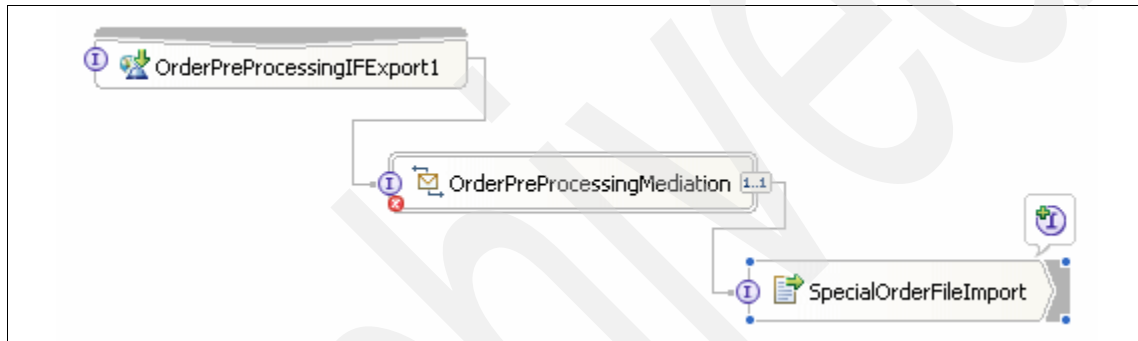 OrderPreProcessingIFExport1
OrderPreProcessingMediation 1..1
SpecialOrderFileImport